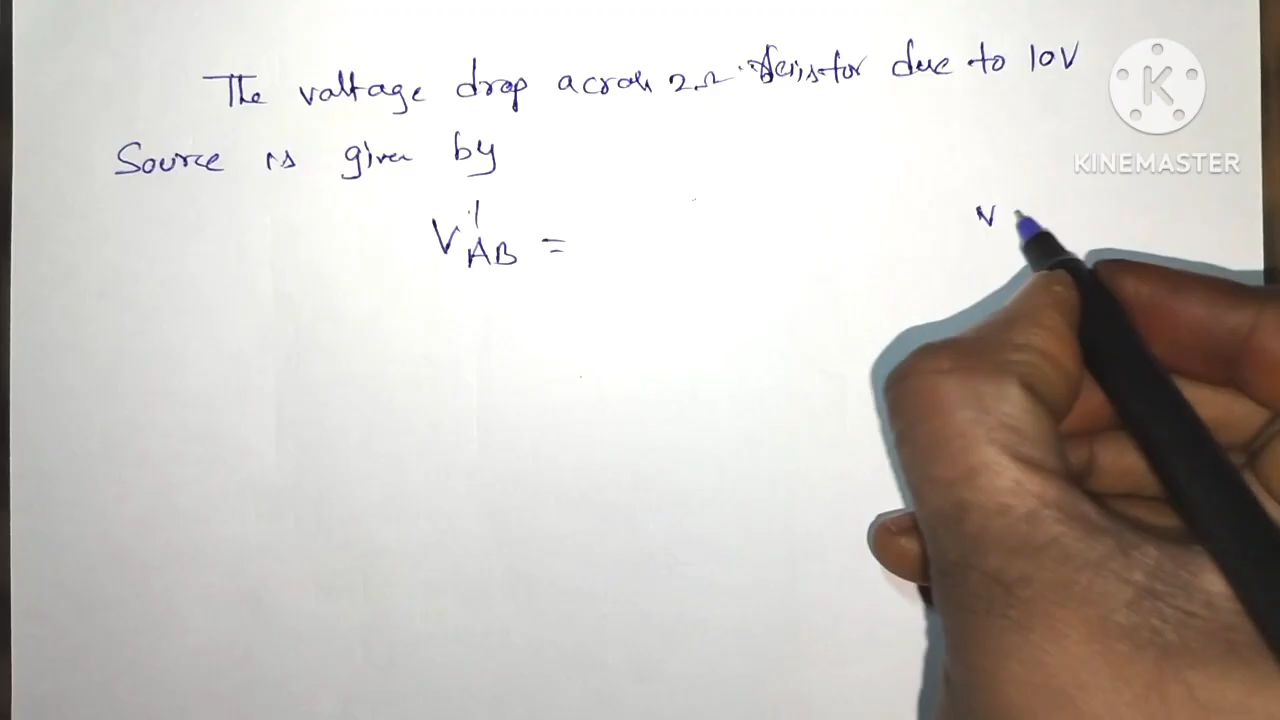 The voltage drop across 2Ω resistor due to 10V
Source is given by
V'AB =
V
KINEMASTER